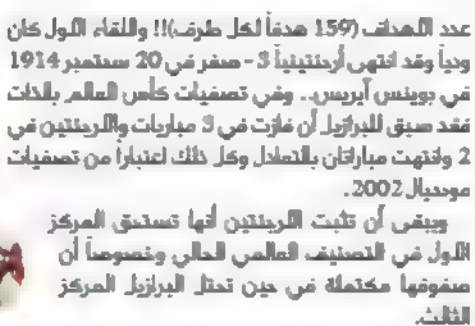 عدد الأهداف (159 هدفاً لكل طرف)!! واللقاء الأول كان
ودياً وقد انتهى أرجنتينياً 3 - صفر في 20 سبتمبر 1914
في بوينس آيريس.. وفي تصفيات كأس العالم بالذات
فقد سبق للبرازيل أن فازت في 3 مباريات والأرجنتين في
2 وانتهت مباراتان بالتعادل وكل ذلك اعتباراً من تصفيات
مونديال 2002.
ويبقى أن تثبت الأرجنتين أنها تستحق المركز
الأول في التصنيف العالمي الحالي وخصوصاً أن
صفوفها مكتملة في حين تحتل البرازيل المركز
الثالث.